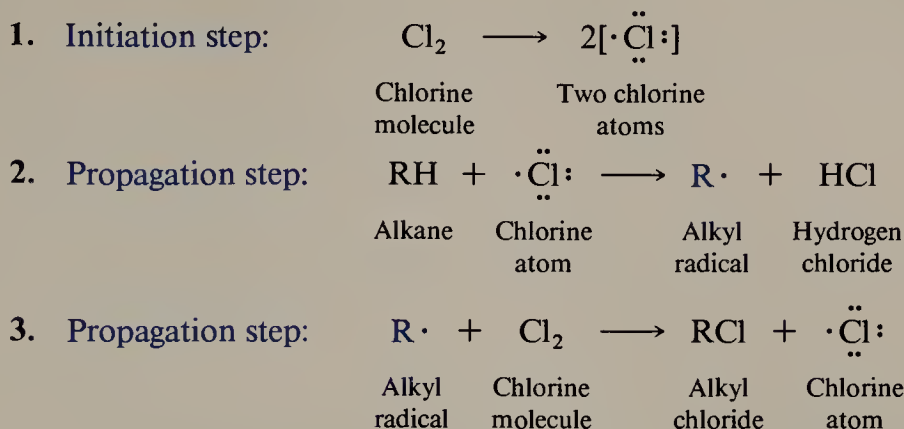 1. Initiation step: Cl₂ ⟶ 2[·C̈l:]
Chlorine Two chlorine
molecule atoms
2. Propagation step: RH + ·C̈l: ⟶ R· + HCl
Alkane Chlorine Alkyl Hydrogen
atom radical chloride
3. Propagation step: R· + Cl₂ ⟶ RCl + ·C̈l:
Alkyl Chlorine Alkyl Chlorine
radical molecule chloride atom